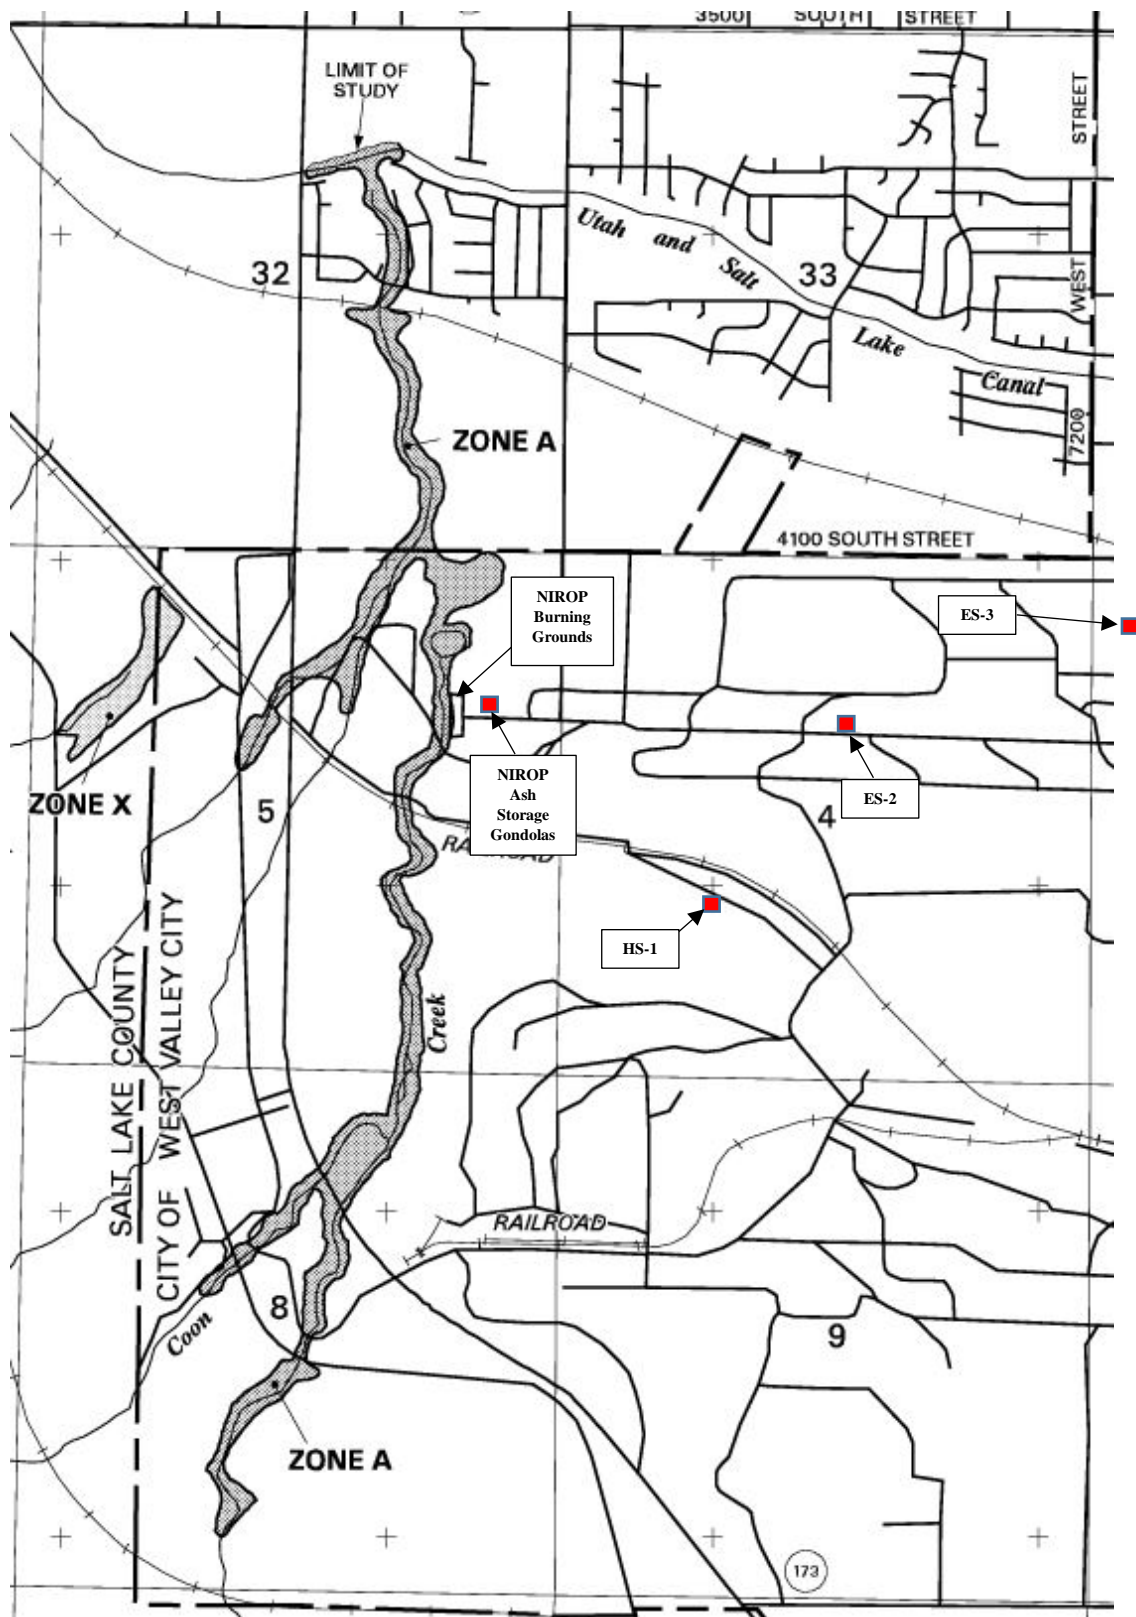 3500 SOUTH STREET
LIMIT OF
STUDY
STREET
Utah and Salt
32
33
WEST
Lake
Canal
ZONE A
7200
4100 SOUTH STREET
NIROP
Burning
Grounds
ES-3
NIROP
Ash
Storage
Gondolas
ES-2
ZONE X
5
4
RAILROAD
HS-1
SALT LAKE COUNTY
CITY OF WEST VALLEY CITY
Creek
RAILROAD
8
Coon
9
ZONE A
173